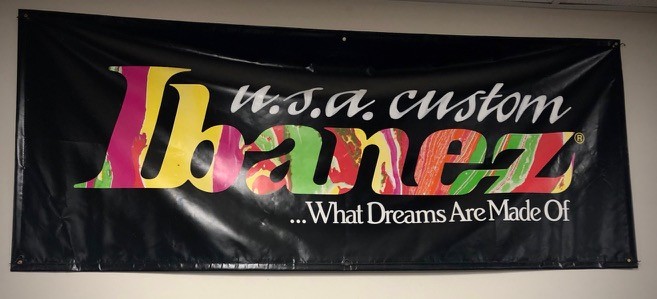 u.s.a. custom
Ibanez®
...What Dreams Are Made Of